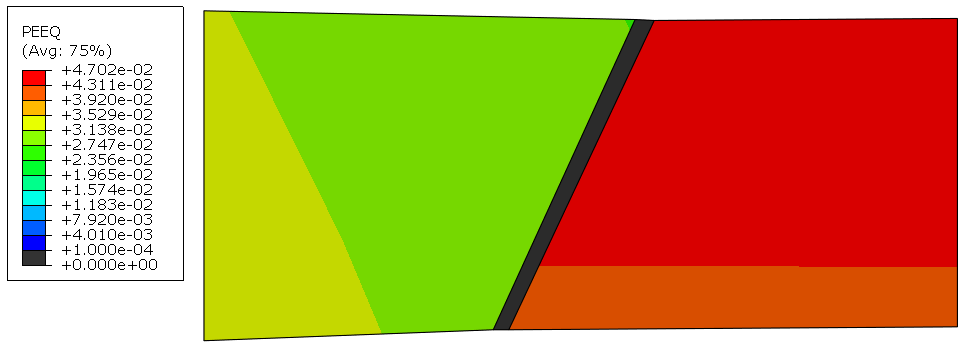 PEEQ
(Avg: 75%)
+4.702e-02
+4.311e-02
+3.920e-02
+3.529e-02
+3.138e-02
+2.747e-02
+2.356e-02
+1.965e-02
+1.574e-02
+1.183e-02
+7.920e-03
+4.010e-03
+1.000e-04
+0.000e+00